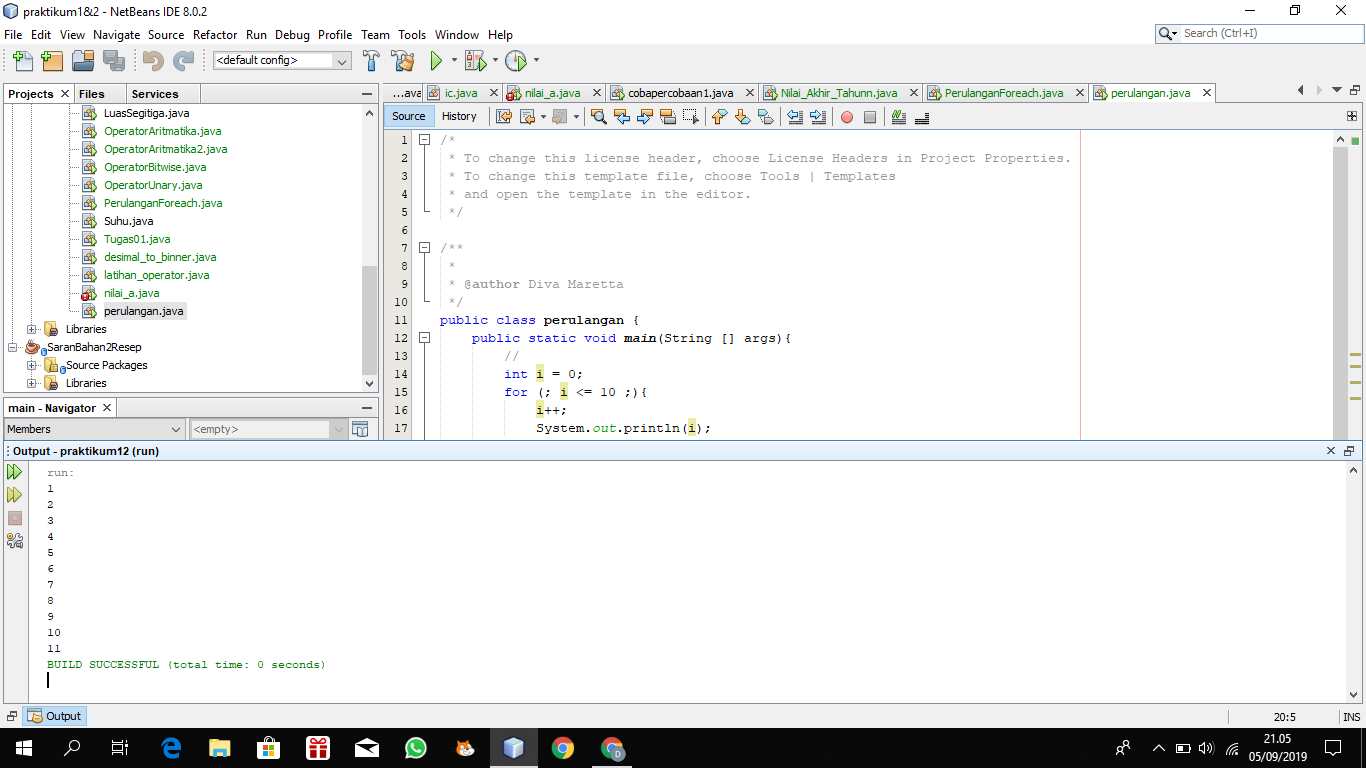 praktikum1&2 - NetBeans IDE 8.0.2
File Edit View Navigate Source Refactor Run Debug Profile Team Tools Window Help
Search (Ctrl+I)
<default config>
Projects Files Services
...ava ic.java nilai_a.java cobapercobaan1.java Nilai_Akhir_Tahunn.java PerulanganForeach.java perulangan.java
Source History
LuasSegitiga.java
OperatorAritmatika.java
OperatorAritmatika2.java
OperatorBitwise.java
OperatorUnary.java
PerulanganForeach.java
Suhu.java
Tugas01.java
desimal_to_binner.java
latihan_operator.java
nilai_a.java
perulangan.java
Libraries
SaranBahan2Resep
Source Packages
Libraries
main - Navigator
Members <empty>
1 /*
2 * To change this license header, choose License Headers in Project Properties.
3 * To change this template file, choose Tools | Templates
4 * and open the template in the editor.
5 */
6
7 /**
8 *
9 * @author Diva Maretta
10 */
11 public class perulangan {
12 public static void main(String [] args){
13 //
14 int i = 0;
15 for (; i <= 10 ;){
16 i++;
17 System.out.println(i);
Output - praktikum12 (run)
run:
1
2
3
4
5
6
7
8
9
10
11
BUILD SUCCESSFUL (total time: 0 seconds)
Output
20:5 INS
21.05
05/09/2019